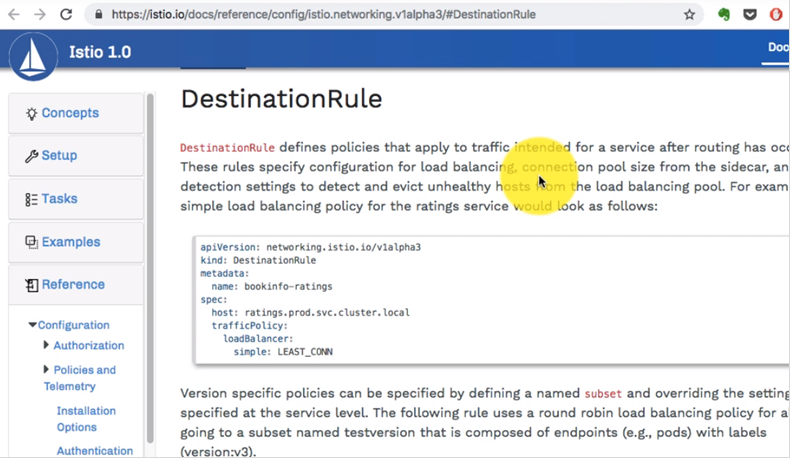 https://istio.io/docs/reference/config/istio.networking.v1alpha3/#DestinationRule
Istio 1.0
Doc
Concepts
Setup
Tasks
Examples
Reference
Configuration
Authorization
Policies and
Telemetry
Installation
Options
Authentication
DestinationRule
DestinationRule defines policies that apply to traffic intended for a service after routing has occ
These rules specify configuration for load balancing, connection pool size from the sidecar, an
detection settings to detect and evict unhealthy hosts from the load balancing pool. For exam
simple load balancing policy for the ratings service would look as follows:
apiVersion: networking.istio.io/v1alpha3
kind: DestinationRule
metadata:
  name: bookinfo-ratings
spec:
  host: ratings.prod.svc.cluster.local
  trafficPolicy:
    loadBalancer:
      simple: LEAST_CONN
Version specific policies can be specified by defining a named subset and overriding the setting
specified at the service level. The following rule uses a round robin load balancing policy for a
going to a subset named testversion that is composed of endpoints (e.g., pods) with labels
(version:v3).